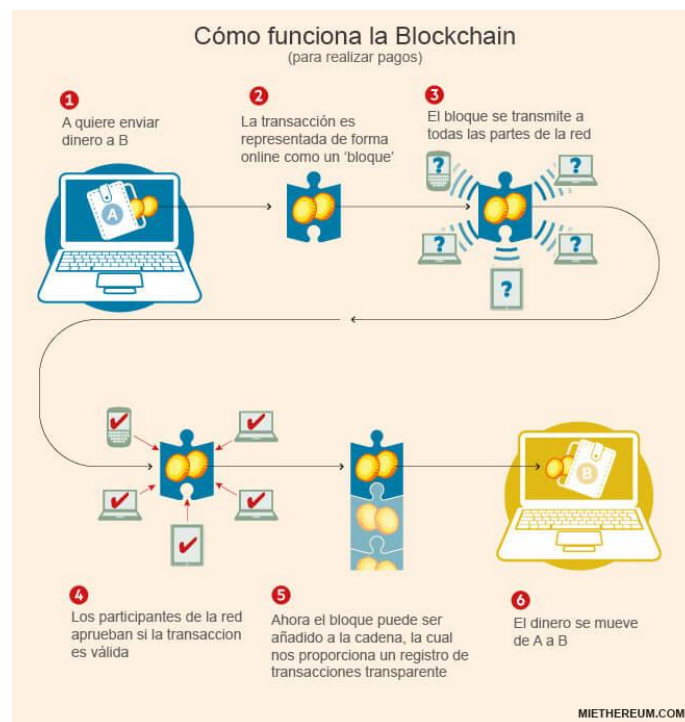 Cómo funciona la Blockchain
(para realizar pagos)
1
A quiere enviar
dinero a B
2
La transacción es
representada de forma
online como un 'bloque'
3
El bloque se transmite a
todas las partes de la red
A
?
?
?
?
?
B
4
Los participantes de la red
aprueban si la transaccion
es válida
5
Ahora el bloque puede ser
añadido a la cadena, la cual
nos proporciona un registro de
transacciones transparente
6
El dinero se mueve
de A a B
MIETHEREUM.COM